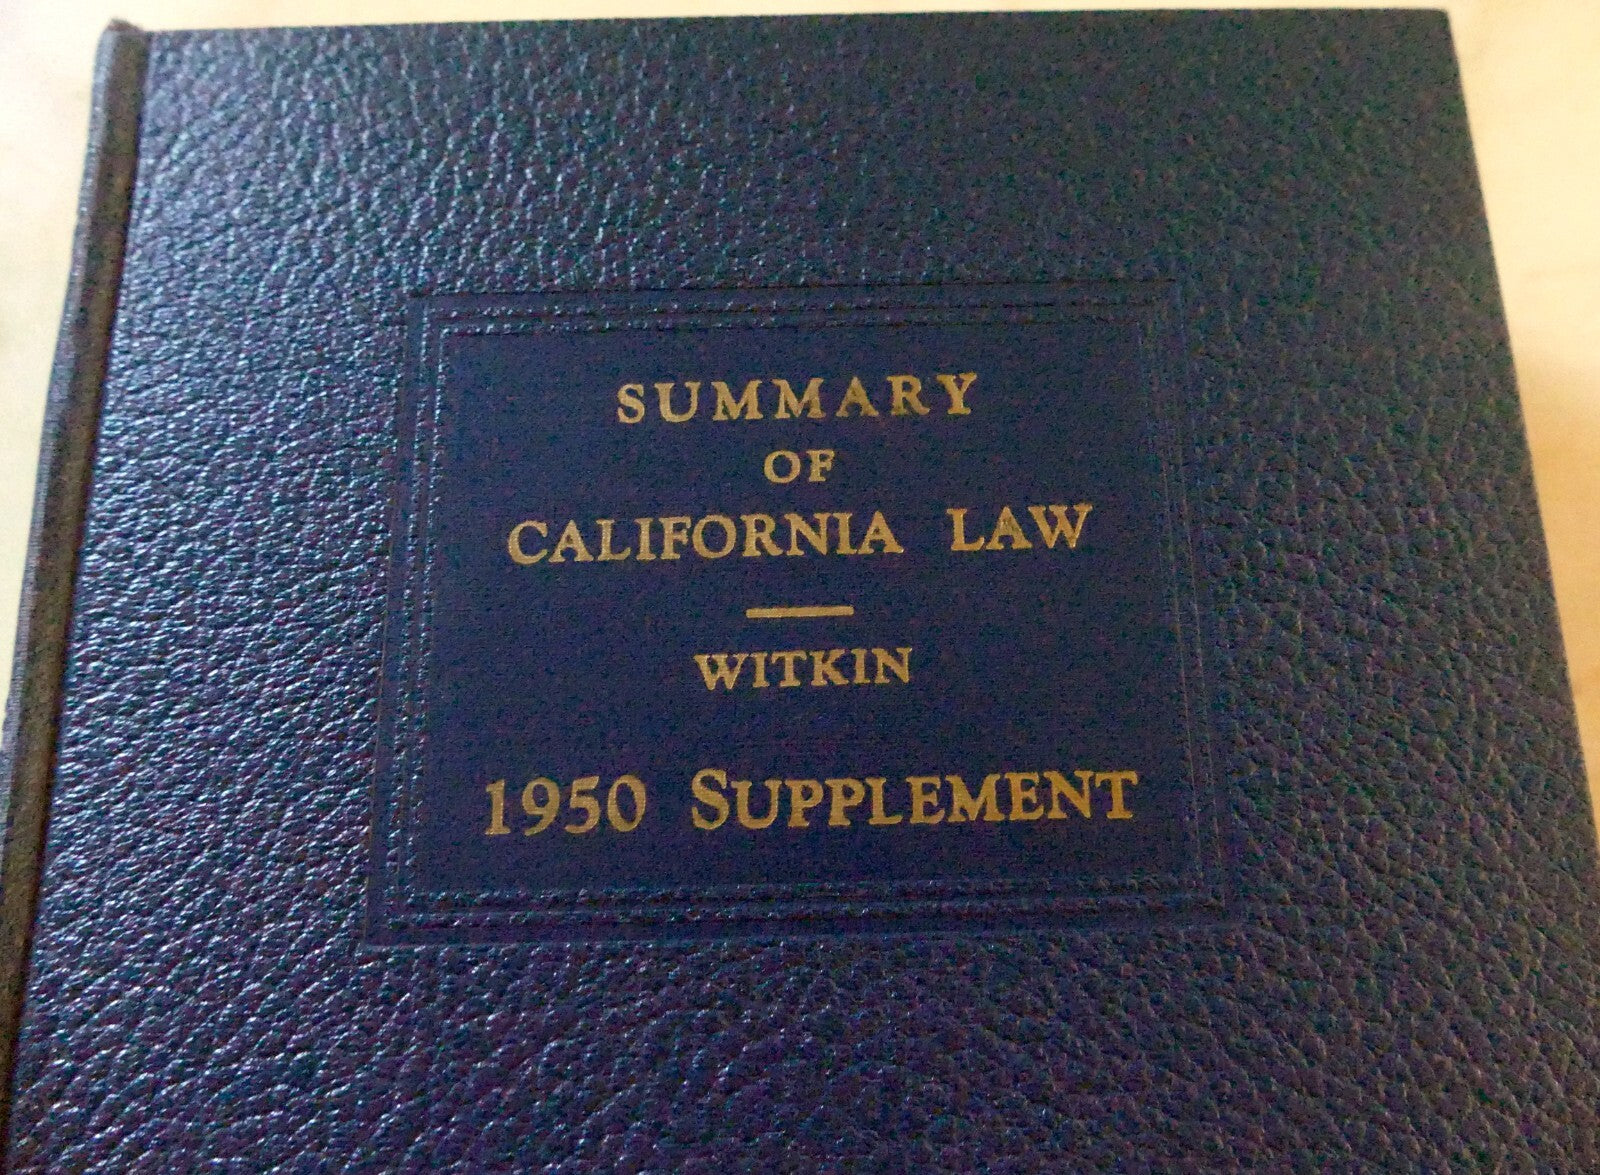 SUMMARY
OF
CALIFORNIA LAW
WITKIN
1950 SUPPLEMENT